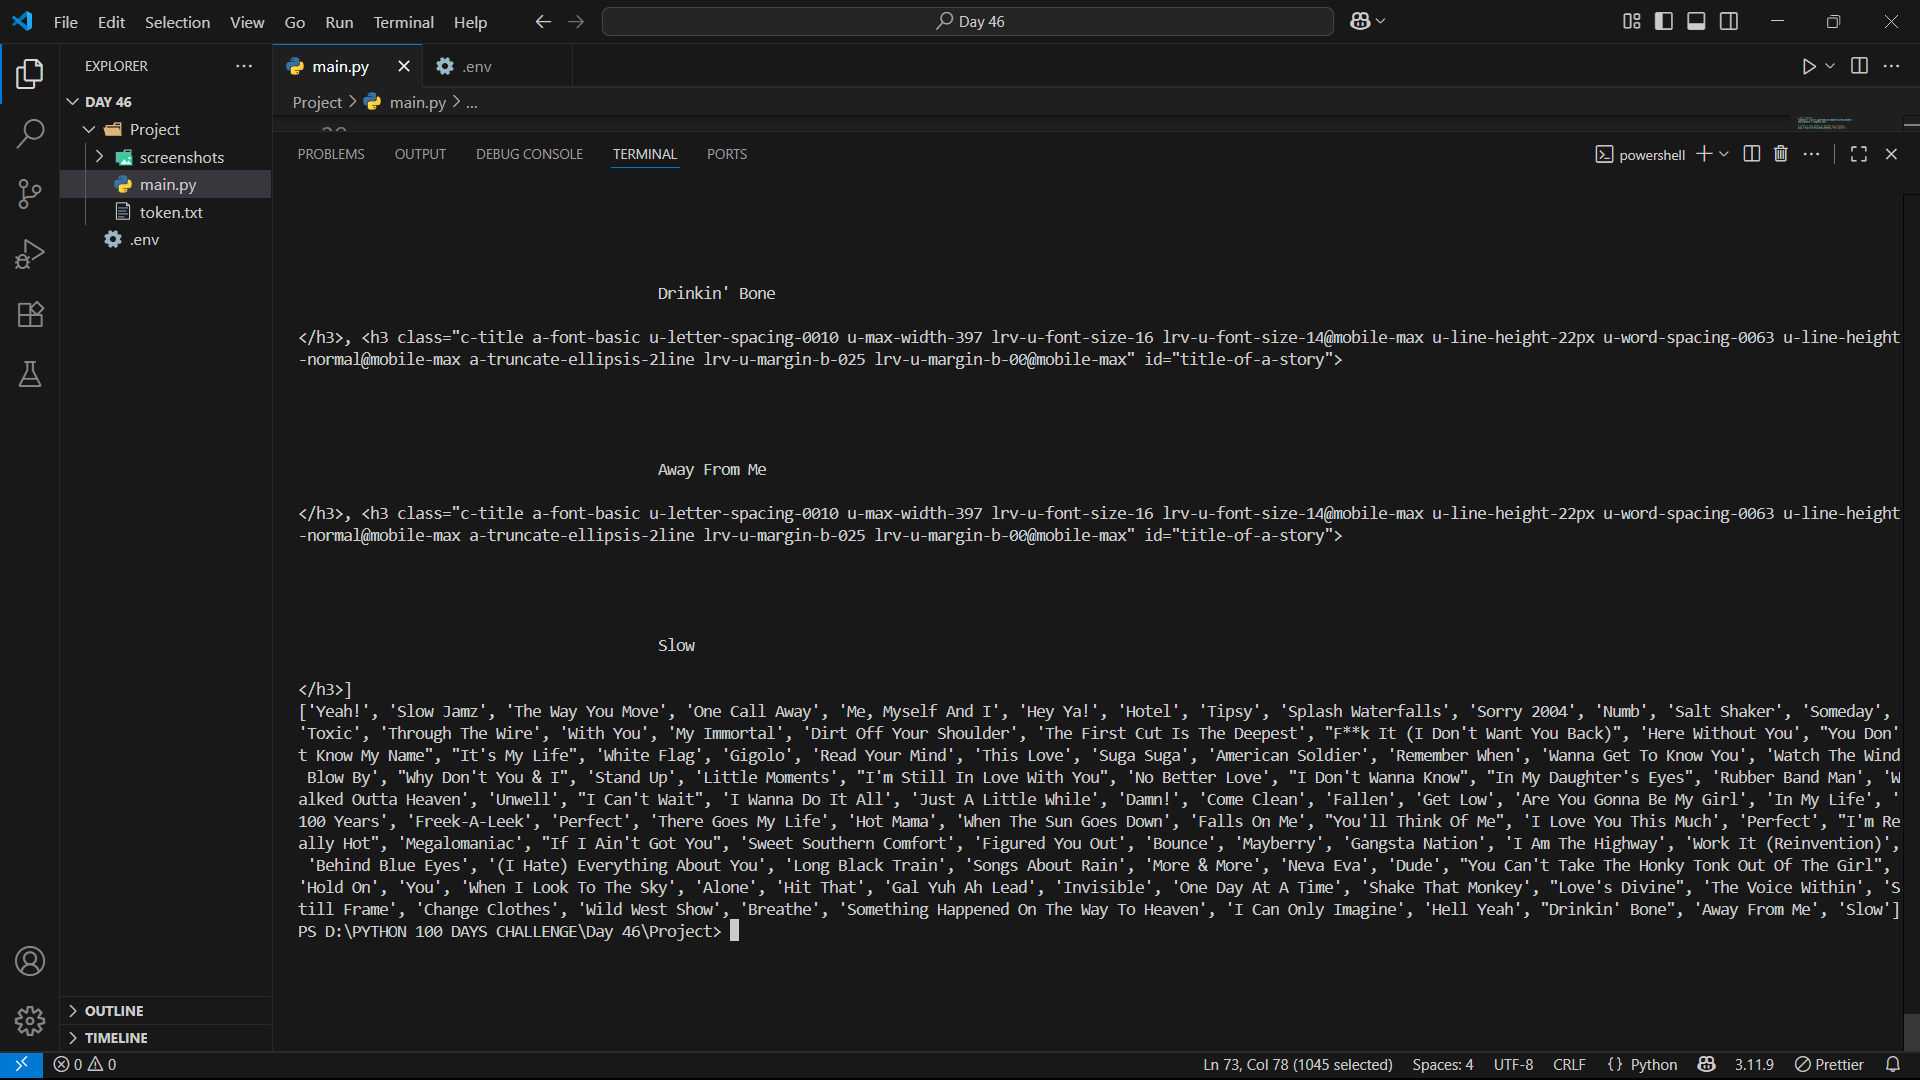 File Edit Selection View Go Run Terminal Help
Day 46
EXPLORER
DAY 46
Project
screenshots
main.py
token.txt
.env
main.py
.env
Project > main.py > ...
PROBLEMS OUTPUT DEBUG CONSOLE TERMINAL PORTS
powershell
Drinkin' Bone
</h3>, <h3 class="c-title a-font-basic u-letter-spacing-0010 u-max-width-397 lrv-u-font-size-16 lrv-u-font-size-14@mobile-max u-line-height-22px u-word-spacing-0063 u-line-height
-normal@mobile-max a-truncate-ellipsis-2line lrv-u-margin-b-025 lrv-u-margin-b-00@mobile-max" id="title-of-a-story">
Away From Me
</h3>, <h3 class="c-title a-font-basic u-letter-spacing-0010 u-max-width-397 lrv-u-font-size-16 lrv-u-font-size-14@mobile-max u-line-height-22px u-word-spacing-0063 u-line-height
-normal@mobile-max a-truncate-ellipsis-2line lrv-u-margin-b-025 lrv-u-margin-b-00@mobile-max" id="title-of-a-story">
Slow
</h3>]
['Yeah!', 'Slow Jamz', 'The Way You Move', 'One Call Away', 'Me, Myself And I', 'Hey Ya!', 'Hotel', 'Tipsy', 'Splash Waterfalls', 'Sorry 2004', 'Numb', 'Salt Shaker', 'Someday',
'Toxic', 'Through The Wire', 'With You', 'My Immortal', 'Dirt Off Your Shoulder', 'The First Cut Is The Deepest', "F**k It (I Don't Want You Back)", 'Here Without You', "You Don'
t Know My Name", "It's My Life", 'White Flag', 'Gigolo', 'Read Your Mind', 'This Love', 'Suga Suga', 'American Soldier', 'Remember When', 'Wanna Get To Know You', 'Watch The Wind
Blow By', "Why Don't You & I", 'Stand Up', 'Little Moments', "I'm Still In Love With You", 'No Better Love', "I Don't Wanna Know", "In My Daughter's Eyes", 'Rubber Band Man', 'W
alked Outta Heaven', 'Unwell', "I Can't Wait", 'I Wanna Do It All', 'Just A Little While', 'Damn!', 'Come Clean', 'Fallen', 'Get Low', 'Are You Gonna Be My Girl', 'In My Life', '
100 Years', 'Freek-A-Leek', 'Perfect', 'There Goes My Life', 'Hot Mama', 'When The Sun Goes Down', 'Falls On Me', "You'll Think Of Me", 'I Love You This Much', 'Perfect', "I'm Re
ally Hot", 'Megalomaniac', "If I Ain't Got You", 'Sweet Southern Comfort', 'Figured You Out', 'Bounce', 'Mayberry', 'Gangsta Nation', 'I Am The Highway', 'Work It (Reinvention)',
'Behind Blue Eyes', '(I Hate) Everything About You', 'Long Black Train', 'Songs About Rain', 'More & More', 'Neva Eva', 'Dude', "You Can't Take The Honky Tonk Out Of The Girl",
'Hold On', 'You', 'When I Look To The Sky', 'Alone', 'Hit That', 'Gal Yuh Ah Lead', 'Invisible', 'One Day At A Time', 'Shake That Monkey', "Love's Divine", 'The Voice Within', 'S
till Frame', 'Change Clothes', 'Wild West Show', 'Breathe', 'Something Happened On The Way To Heaven', 'I Can Only Imagine', 'Hell Yeah', "Drinkin' Bone", 'Away From Me', 'Slow']
PS D:\PYTHON 100 DAYS CHALLENGE\Day 46\Project>
OUTLINE
TIMELINE
0 0
Ln 73, Col 78 (1045 selected) Spaces: 4 UTF-8 CRLF {} Python 3.11.9 Prettier